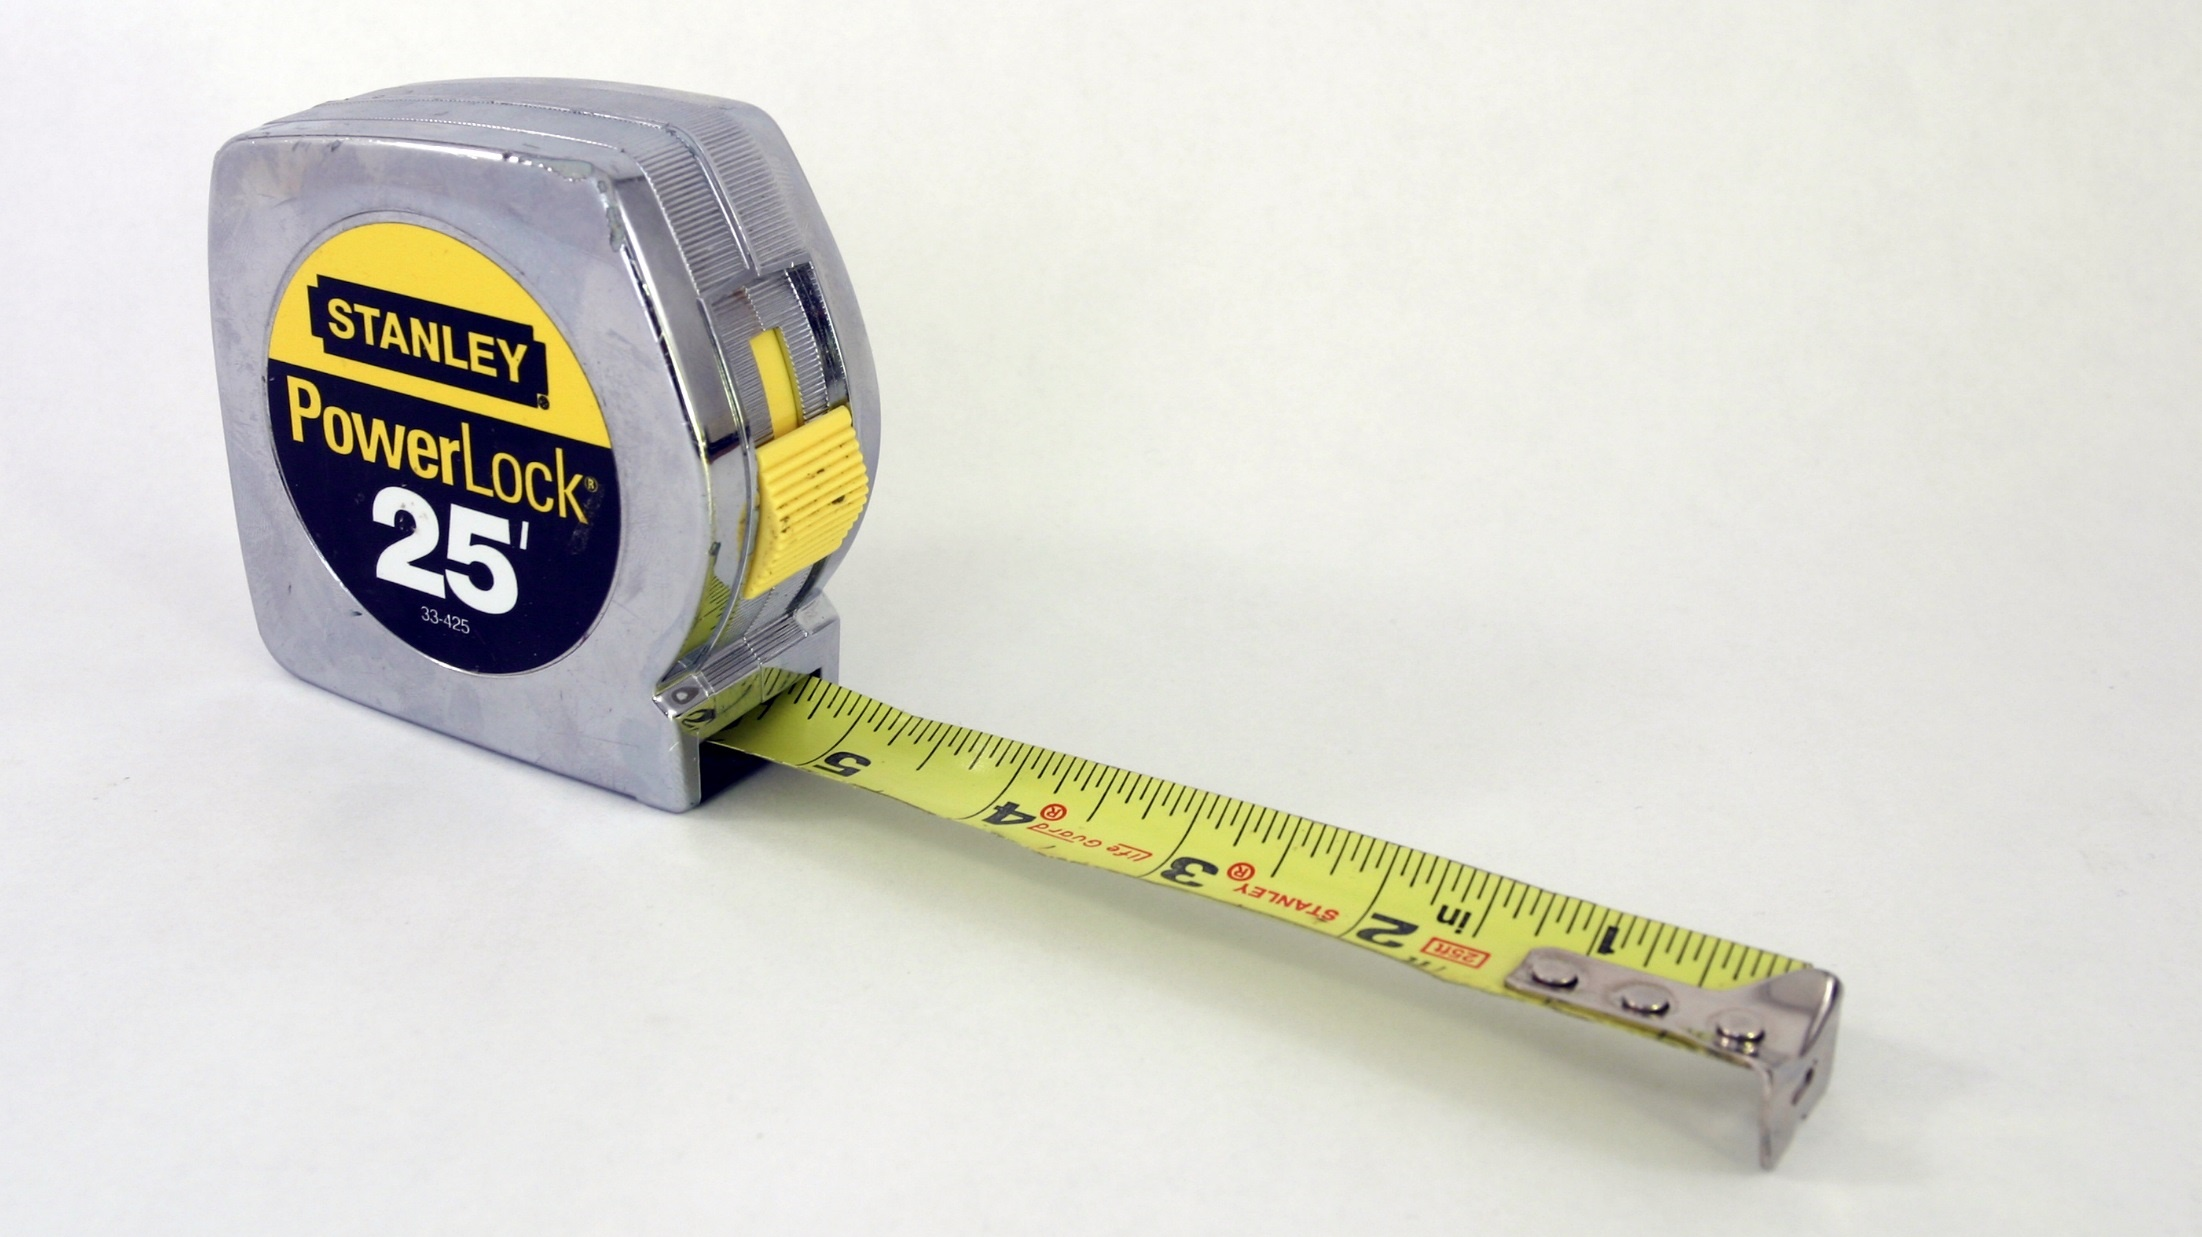 STANLEY
PowerLock®
25'
33-425
5
4
® Life Guard
3
® STANLEY
2
in
25ft
1